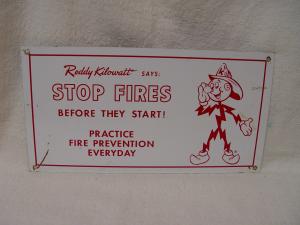 Reddy Kilowatt SAYS:
STOP FIRES
BEFORE THEY START!
PRACTICE
FIRE PREVENTION
EVERYDAY